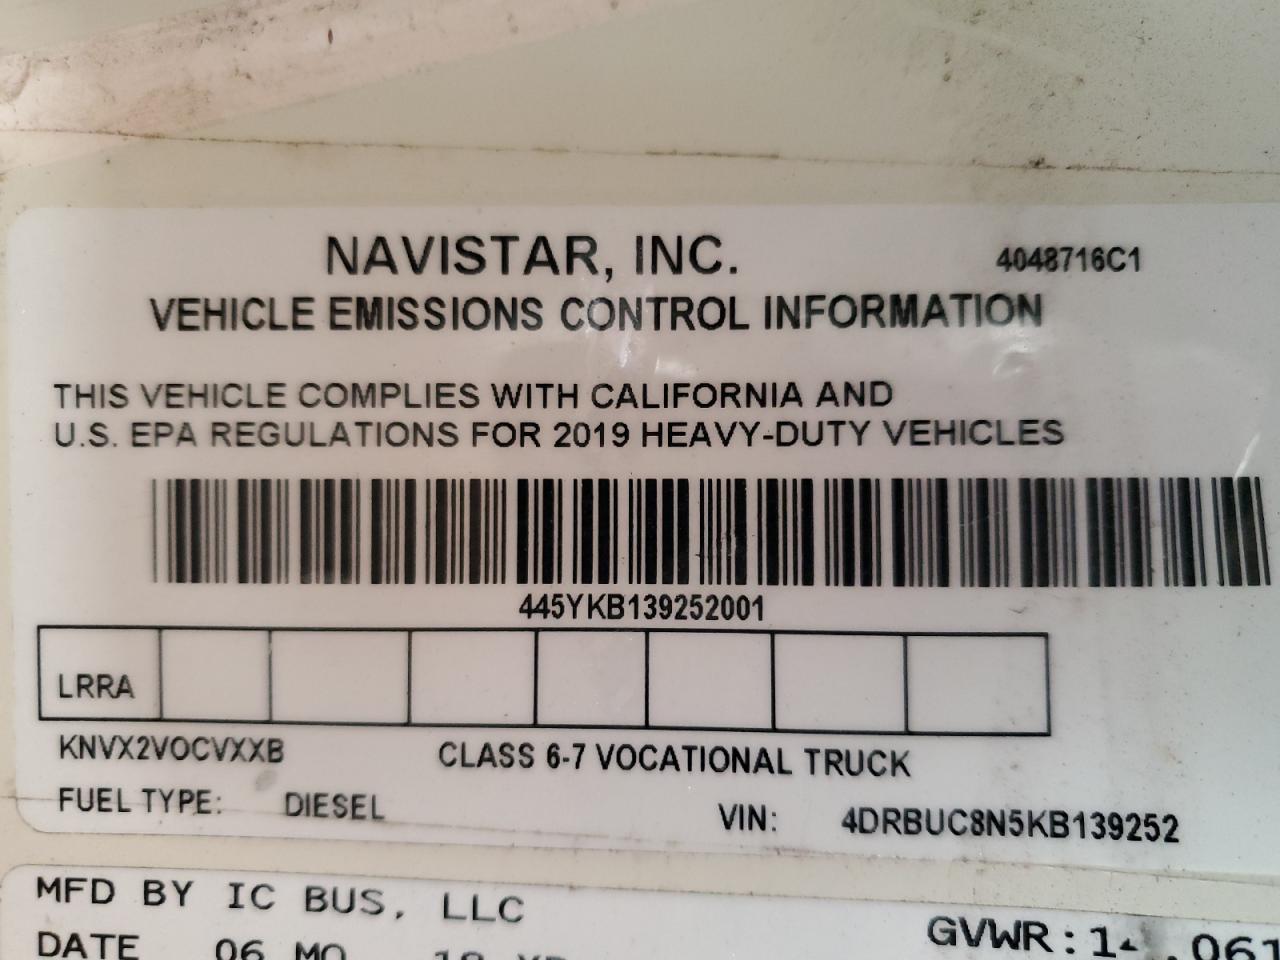 NAVISTAR, INC. 4048716C1
VEHICLE EMISSIONS CONTROL INFORMATION
THIS VEHICLE COMPLIES WITH CALIFORNIA AND
U.S. EPA REGULATIONS FOR 2019 HEAVY-DUTY VEHICLES
445YKB139252001
LRRA
KNVX2VOCVXXB CLASS 6-7 VOCATIONAL TRUCK
FUEL TYPE: DIESEL VIN: 4DRBUC8N5KB139252
MFD BY IC BUS, LLC
GVWR:
DATE 06 MO 18 YR